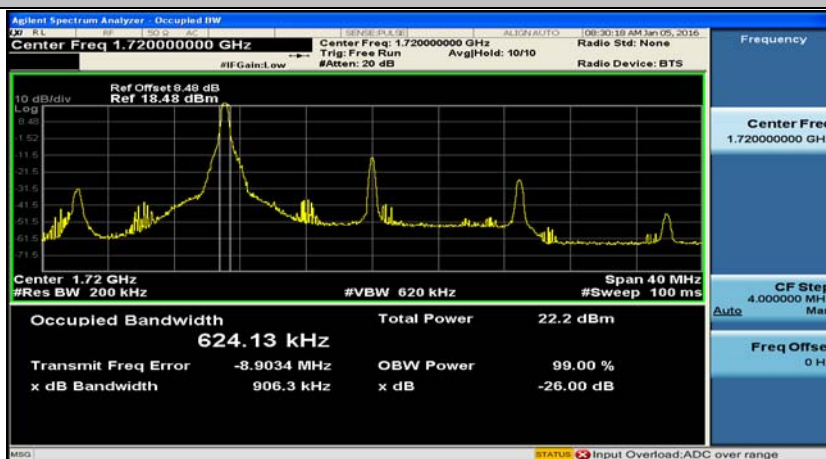 Agilent Spectrum Analyzer - Occupied BW
RL RF 50 Ω AC SENSE:PULSE ALIGN AUTO 08:30:18 AM Jan 05, 2016
Center Freq 1.720000000 GHz
Center Freq: 1.720000000 GHz
Radio Std: None
Trig: Free Run Avg|Hold: 10/10
#IFGain:Low #Atten: 20 dB Radio Device: BTS
Frequency
Ref Offset 8.48 dB
10 dB/div Ref 18.48 dBm
Log
8.48
-1.52
-11.5
-21.5
-31.5
-41.5
-51.5
-61.5
-71.5
Center Fre
1.720000000 GH
Center 1.72 GHz Span 40 MHz
#Res BW 200 kHz #VBW 620 kHz #Sweep 100 ms
CF Step
4.000000 MH
Auto Ma
Occupied Bandwidth Total Power 22.2 dBm
624.13 kHz
Transmit Freq Error -8.9034 MHz OBW Power 99.00 %
x dB Bandwidth 906.3 kHz x dB -26.00 dB
Freq Offse
0 H
MSG STATUS Input Overload;ADC over range